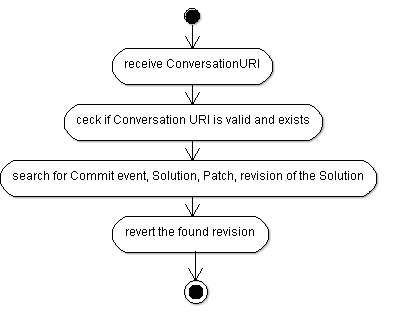 receive ConversationURI
ceck if Conversation URI is valid and exists
search for Commit event, Solution, Patch, revision of the Solution
revert the found revision